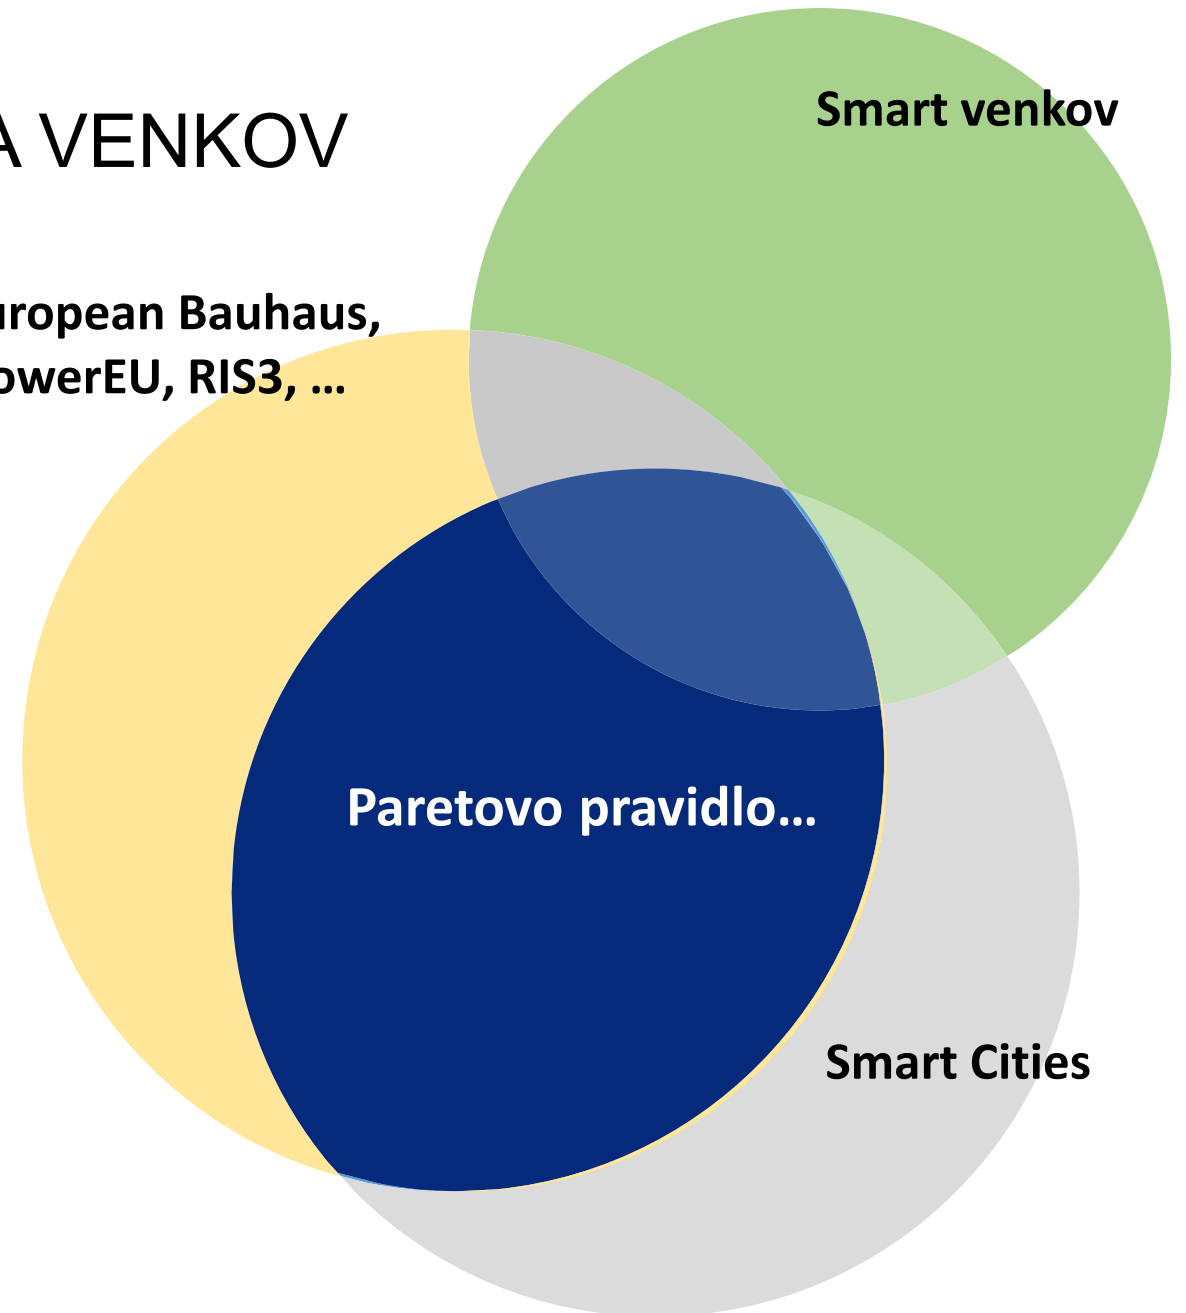 Smart venkov
A VENKOV
uropean Bauhaus,
owerEU, RIS3, ...
Paretovo pravidlo...
Smart Cities